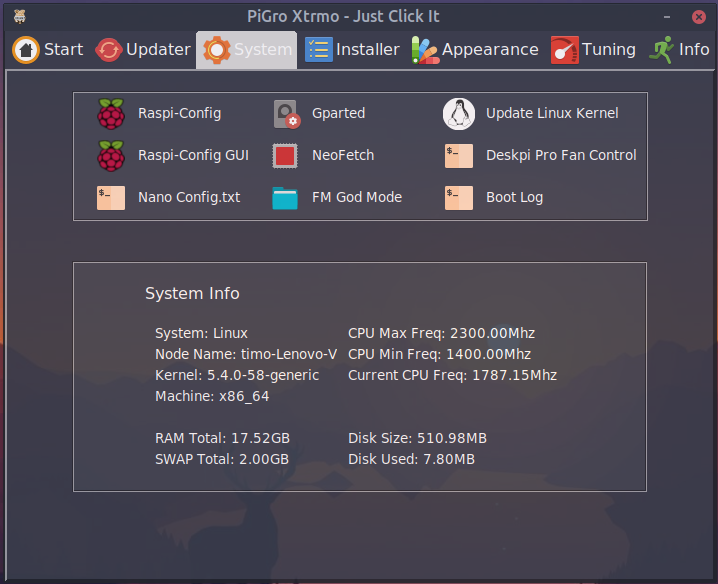 PiGro Xtrmo - Just Click It
Start Updater System Installer Appearance Tuning Info
Raspi-Config Gparted Update Linux Kernel
Raspi-Config GUI NeoFetch $– Deskpi Pro Fan Control
$– Nano Config.txt FM God Mode $– Boot Log
System Info
System: Linux CPU Max Freq: 2300.00Mhz
Node Name: timo-Lenovo-V CPU Min Freq: 1400.00Mhz
Kernel: 5.4.0-58-generic Current CPU Freq: 1787.15Mhz
Machine: x86_64
RAM Total: 17.52GB Disk Size: 510.98MB
SWAP Total: 2.00GB Disk Used: 7.80MB